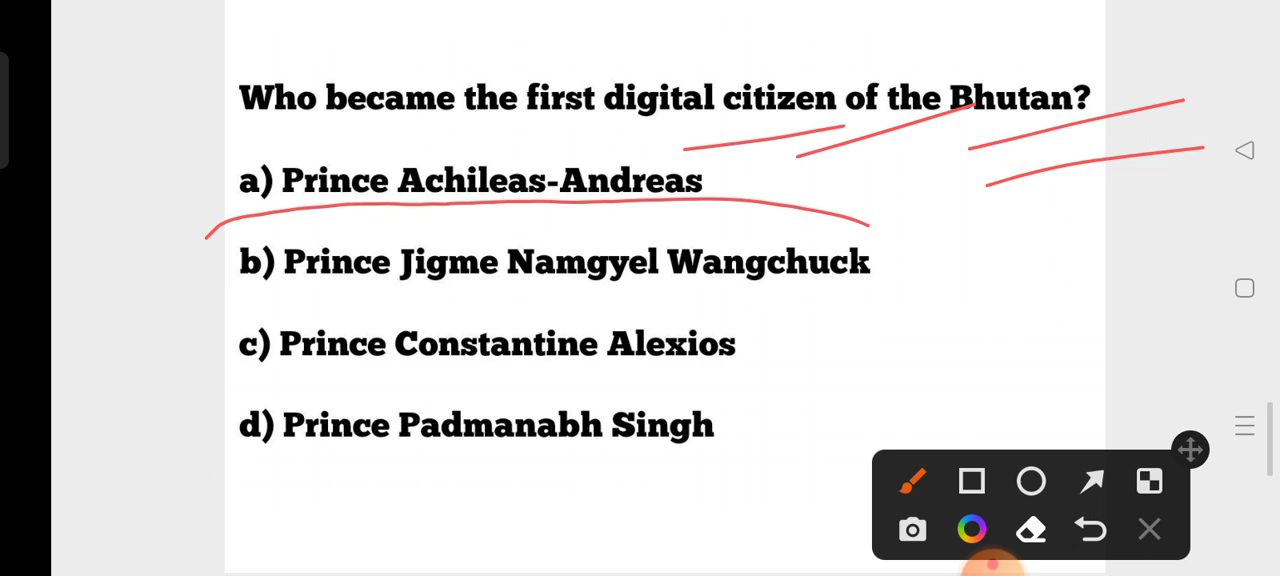 Who became the first digital citizen of the Bhutan?
a) Prince Achileas-Andreas
b) Prince Jigme Namgyel Wangchuck
c) Prince Constantine Alexios
d) Prince Padmanabh Singh